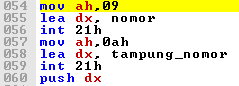 054 mov ah,09
055 lea dx, nomor
056 int 21h
057 mov ah,0ah
058 lea dx, tampung_nomor
059 int 21h
060 push dx